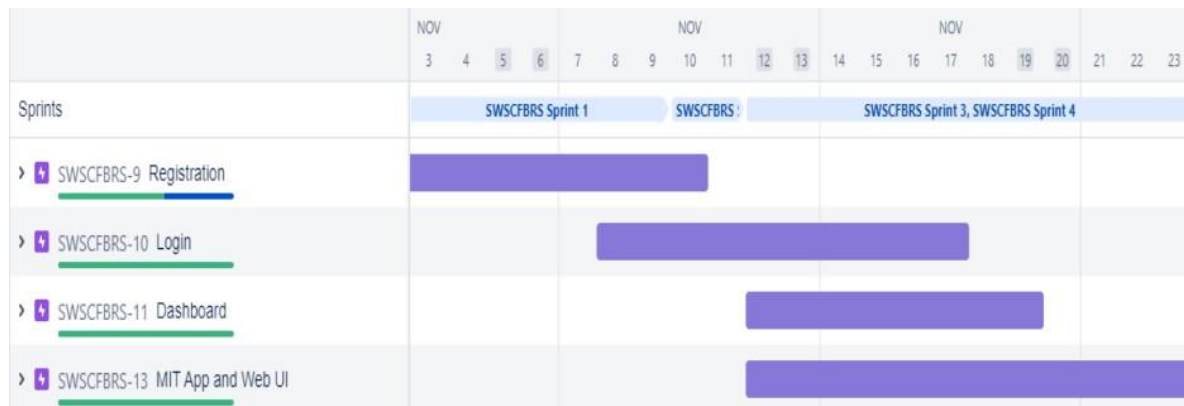 NOV NOV NOV
3 4 5 6 7 8 9 10 11 12 13 14 15 16 17 18 19 20 21 22 23
Sprints SWSCFBRS Sprint 1 SWSCFBRS SWSCFBRS Sprint 3, SWSCFBRS Sprint 4
SWSCFBRS-9 Registration
SWSCFBRS-10 Login
SWSCFBRS-11 Dashboard
SWSCFBRS-13 MIT App and Web UI